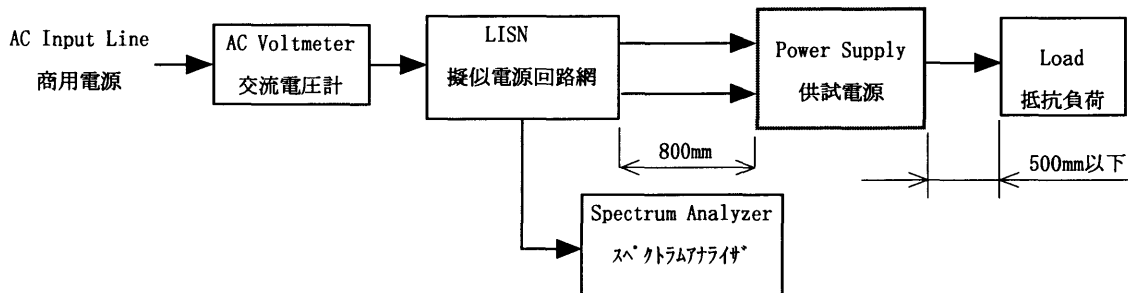 AC Input Line
商用電源
AC Voltmeter
交流電圧計
LISN
擬似電源回路網
Power Supply
供試電源
Load
抵抗負荷
800mm
500mm以下
Spectrum Analyzer
スペクトラムアナライザ